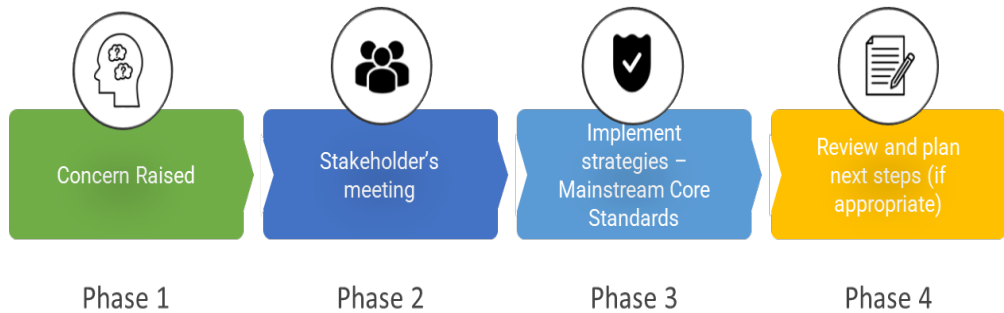 Concern Raised
Stakeholder's
meeting
Implement
strategies –
Mainstream Core
Standards
Review and plan
next steps (if
appropriate)
Phase 1
Phase 2
Phase 3
Phase 4